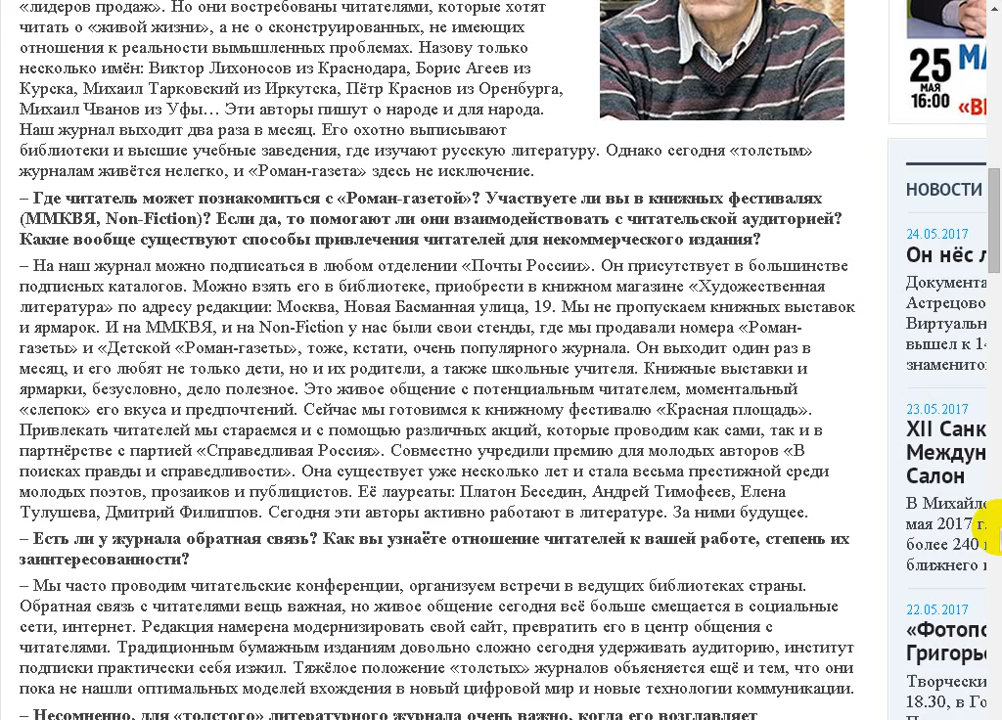 «лидеров продаж». Но они востребованы читателями, которые хотят
читать о «живой жизни», а не о сконструированных, не имеющих
отношения к реальности вымышленных проблемах. Назову только
несколько имён: Виктор Лихоносов из Краснодара, Борис Агеев из
Курска, Михаил Тарковский из Иркутска, Пётр Краснов из Оренбурга,
Михаил Чванов из Уфы… Эти авторы пишут о народе и для народа.
Наш журнал выходит два раза в месяц. Его охотно выписывают
библиотеки и высшие учебные заведения, где изучают русскую литературу. Однако сегодня «толстым»
журналам живётся нелегко, и «Роман-газета» здесь не исключение.
– Где читатель может познакомиться с «Роман-газетой»? Участвуете ли вы в книжных фестивалях
(ММКВЯ, Non-Fiction)? Если да, то помогают ли они взаимодействовать с читательской аудиторией?
Какие вообще существуют способы привлечения читателей для некоммерческого издания?
– На наш журнал можно подписаться в любом отделении «Почты России». Он присутствует в большинстве
подписных каталогов. Можно взять его в библиотеке, приобрести в книжном магазине «Художественная
литература» по адресу редакции: Москва, Новая Басманная улица, 19. Мы не пропускаем книжных выставок
и ярмарок. И на ММКВЯ, и на Non-Fiction у нас были свои стенды, где мы продавали номера «Роман-
газеты» и «Детской «Роман-газеты», тоже, кстати, очень популярного журнала. Он выходит один раз в
месяц, и его любят не только дети, но и их родители, а также школьные учителя. Книжные выставки и
ярмарки, безусловно, дело полезное. Это живое общение с потенциальным читателем, моментальный
«слепок» его вкуса и предпочтений. Сейчас мы готовимся к книжному фестивалю «Красная площадь».
Привлекать читателей мы стараемся и с помощью различных акций, которые проводим как сами, так и в
партнёрстве с партией «Справедливая Россия». Совместно учредили премию для молодых авторов «В
поисках правды и справедливости». Она существует уже несколько лет и стала весьма престижной среди
молодых поэтов, прозаиков и публицистов. Её лауреаты: Платон Беседин, Андрей Тимофеев, Елена
Тулушева, Дмитрий Филиппов. Сегодня эти авторы активно работают в литературе. За ними будущее.
– Есть ли у журнала обратная связь? Как вы узнаёте отношение читателей к вашей работе, степень их
заинтересованности?
– Мы часто проводим читательские конференции, организуем встречи в ведущих библиотеках страны.
Обратная связь с читателями вещь важная, но живое общение сегодня всё больше смещается в социальные
сети, интернет. Редакция намерена модернизировать свой сайт, превратить его в центр общения с
читателями. Традиционным бумажным изданиям довольно сложно сегодня удерживать аудиторию, институт
подписки практически себя изжил. Тяжёлое положение «толстых» журналов объясняется ещё и тем, что они
пока не нашли оптимальных моделей вхождения в новый цифровой мир и новые технологии коммуникации.
– Несомненно, для «толстого» литературного журнала очень важно, когда его возглавляет
25 МА
МАЯ
16:00 «ВЕ
НОВОСТИ
24.05.2017
Он нёс л
Документа
Астрецово
Виртуальн
вышел к 14
знаменито
23.05.2017
XII Санк
Междун
Салон
В Михайло
мая 2017 г.
более 240
ближнего
22.05.2017
«Фотопо
Григорье
Творчески
18.30, в Го